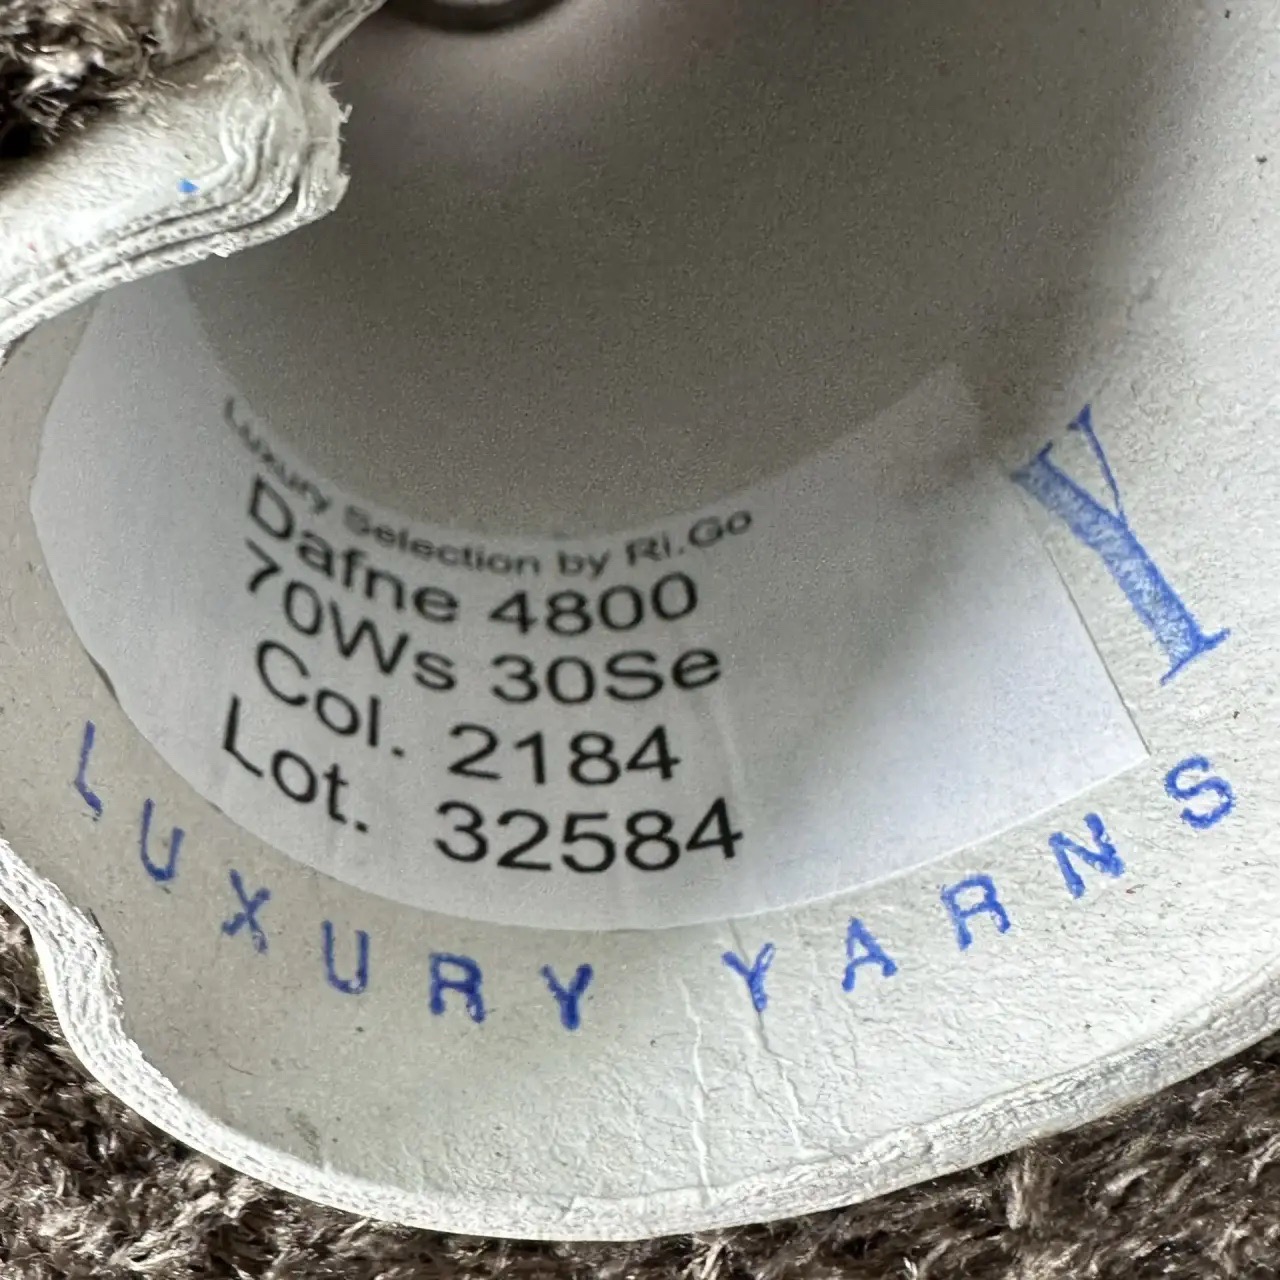 Luxury Selection by Ri.Go
Dafne 4800
70Ws 30Se
Col. 2184
Lot. 32584
Y
LUXURY YARNS